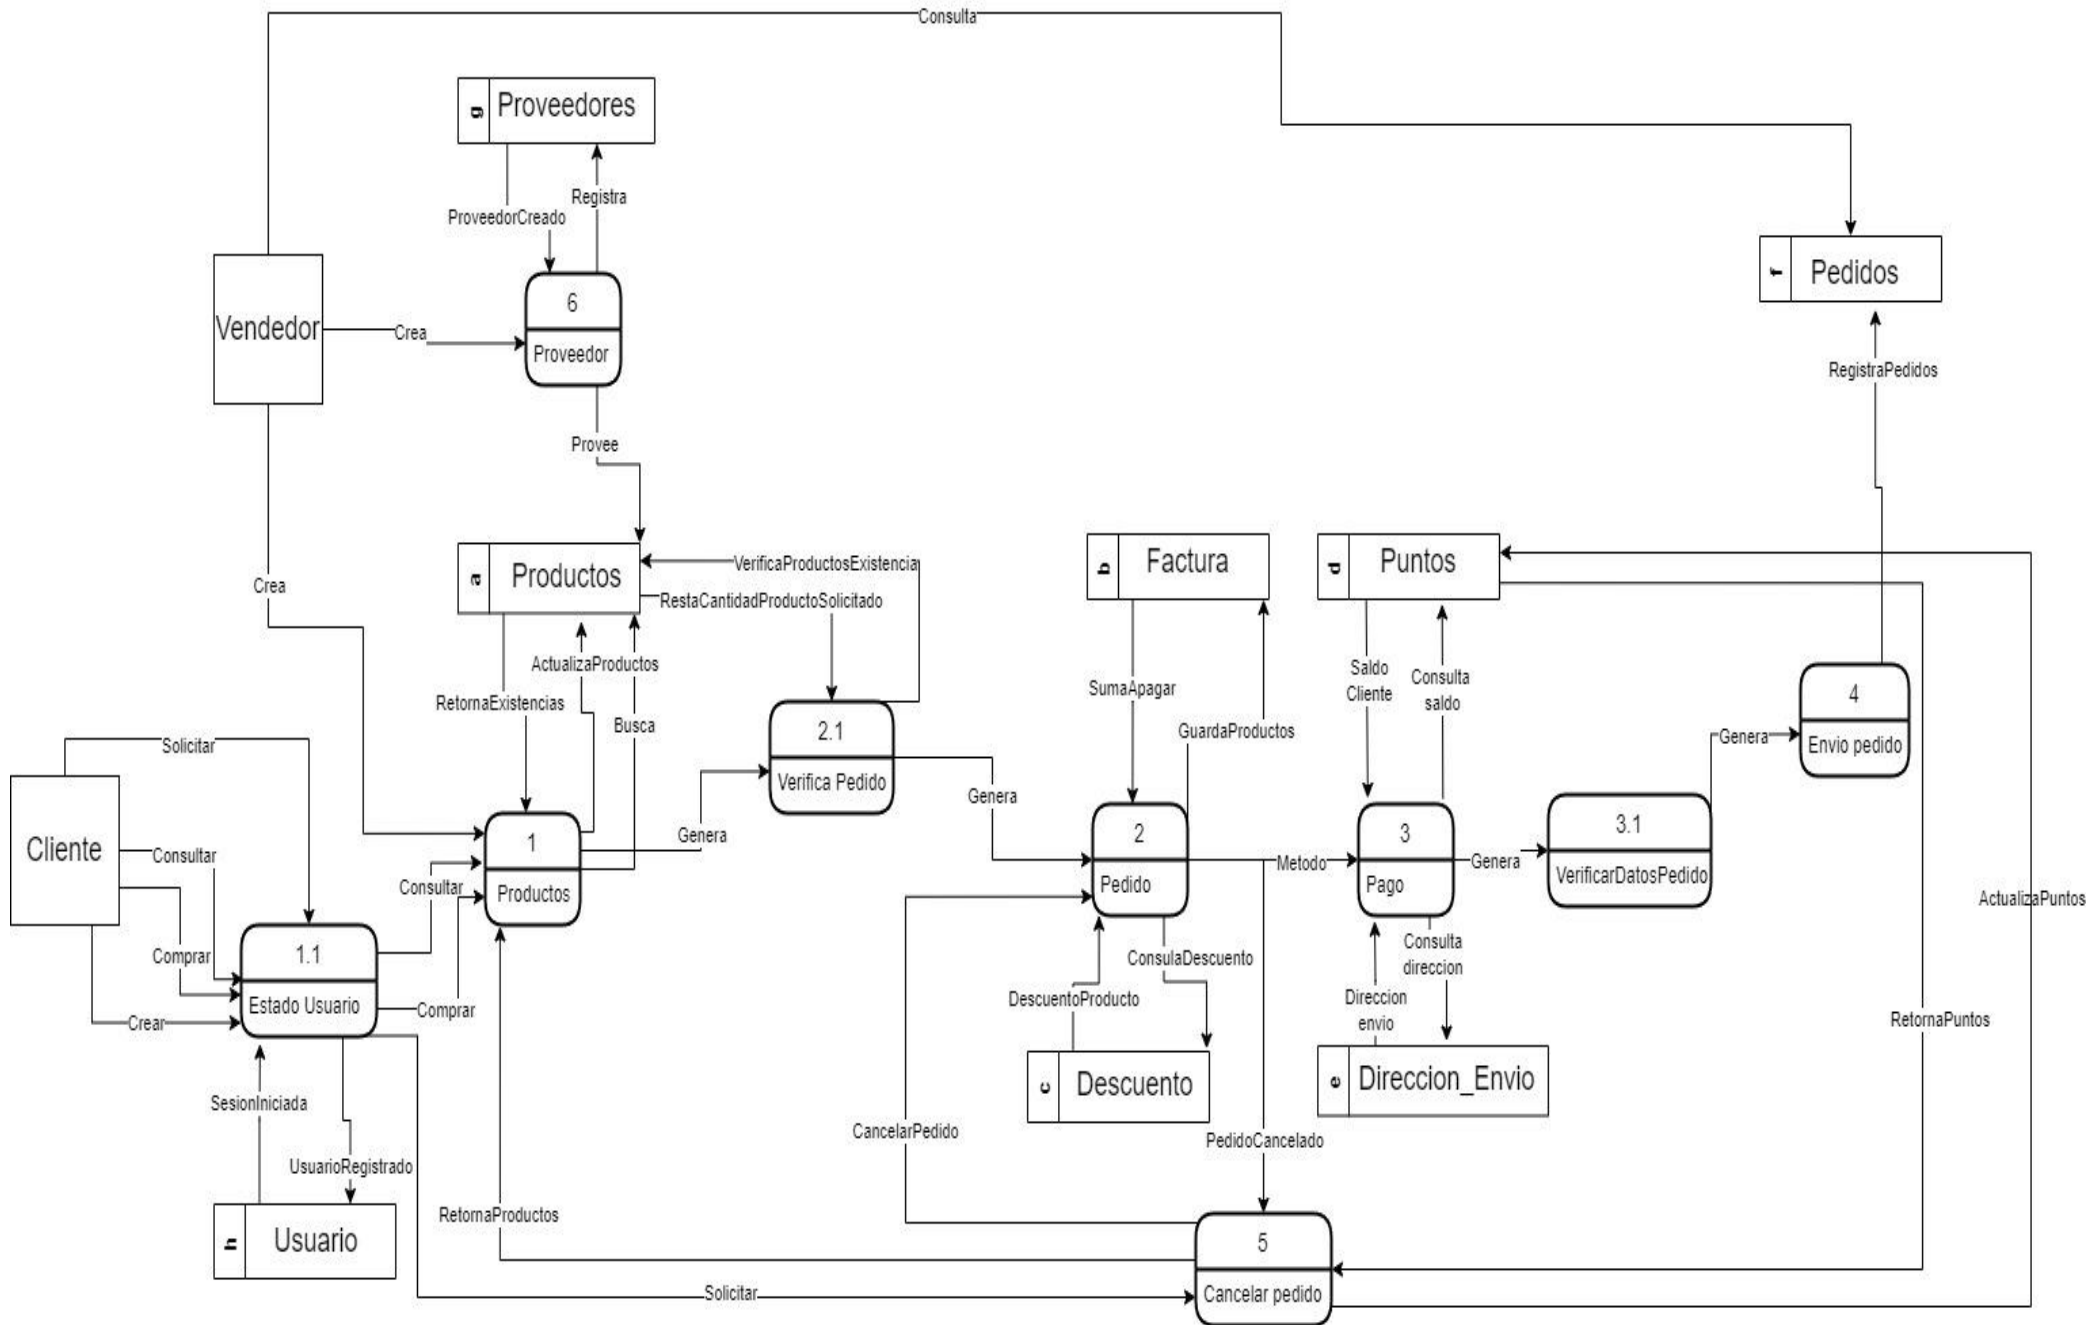 Consulta
g
Proveedores
Registra
ProveedorCreado
Vendedor
Crea
6
Proveedor
f
Pedidos
RegistraPedidos
Provee
Crea
a
Productos
VerificaProductosExistencia
RestaCantidadProductoSolicitado
b
Factura
d
Puntos
ActualizaProductos
RetornaExistencias
Busca
SumaApagar
GuardaProductos
Saldo
Cliente
Consulta
saldo
4
Envio pedido
2.1
Verifica Pedido
Genera
Solicitar
Cliente
Consultar
Comprar
Crear
1.1
Estado Usuario
Consultar
Comprar
1
Productos
Genera
Genera
2
Pedido
Metodo
3
Pago
Genera
3.1
VerificarDatosPedido
ActualizaPuntos
RetornaPuntos
ConsulaDescuento
DescuentoProducto
Consulta
direccion
Direccion
envio
c
Descuento
e
Direccion_Envio
SesionIniciada
UsuarioRegistrado
h
Usuario
CancelarPedido
PedidoCancelado
RetornaProductos
5
Cancelar pedido
Solicitar